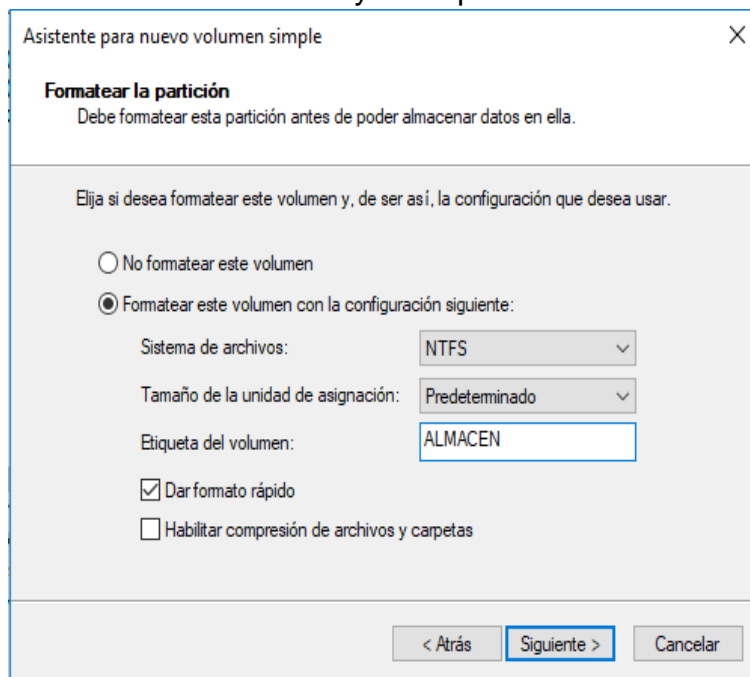 Asistente para nuevo volumen simple
Formatear la partición
Debe formatear esta partición antes de poder almacenar datos en ella.
Elija si desea formatear este volumen y, de ser así, la configuración que desea usar.
No formatear este volumen
Formatear este volumen con la configuración siguiente:
Sistema de archivos: NTFS
Tamaño de la unidad de asignación: Predeterminado
Etiqueta del volumen: ALMACEN
Dar formato rápido
Habilitar compresión de archivos y carpetas
< Atrás Siguiente > Cancelar